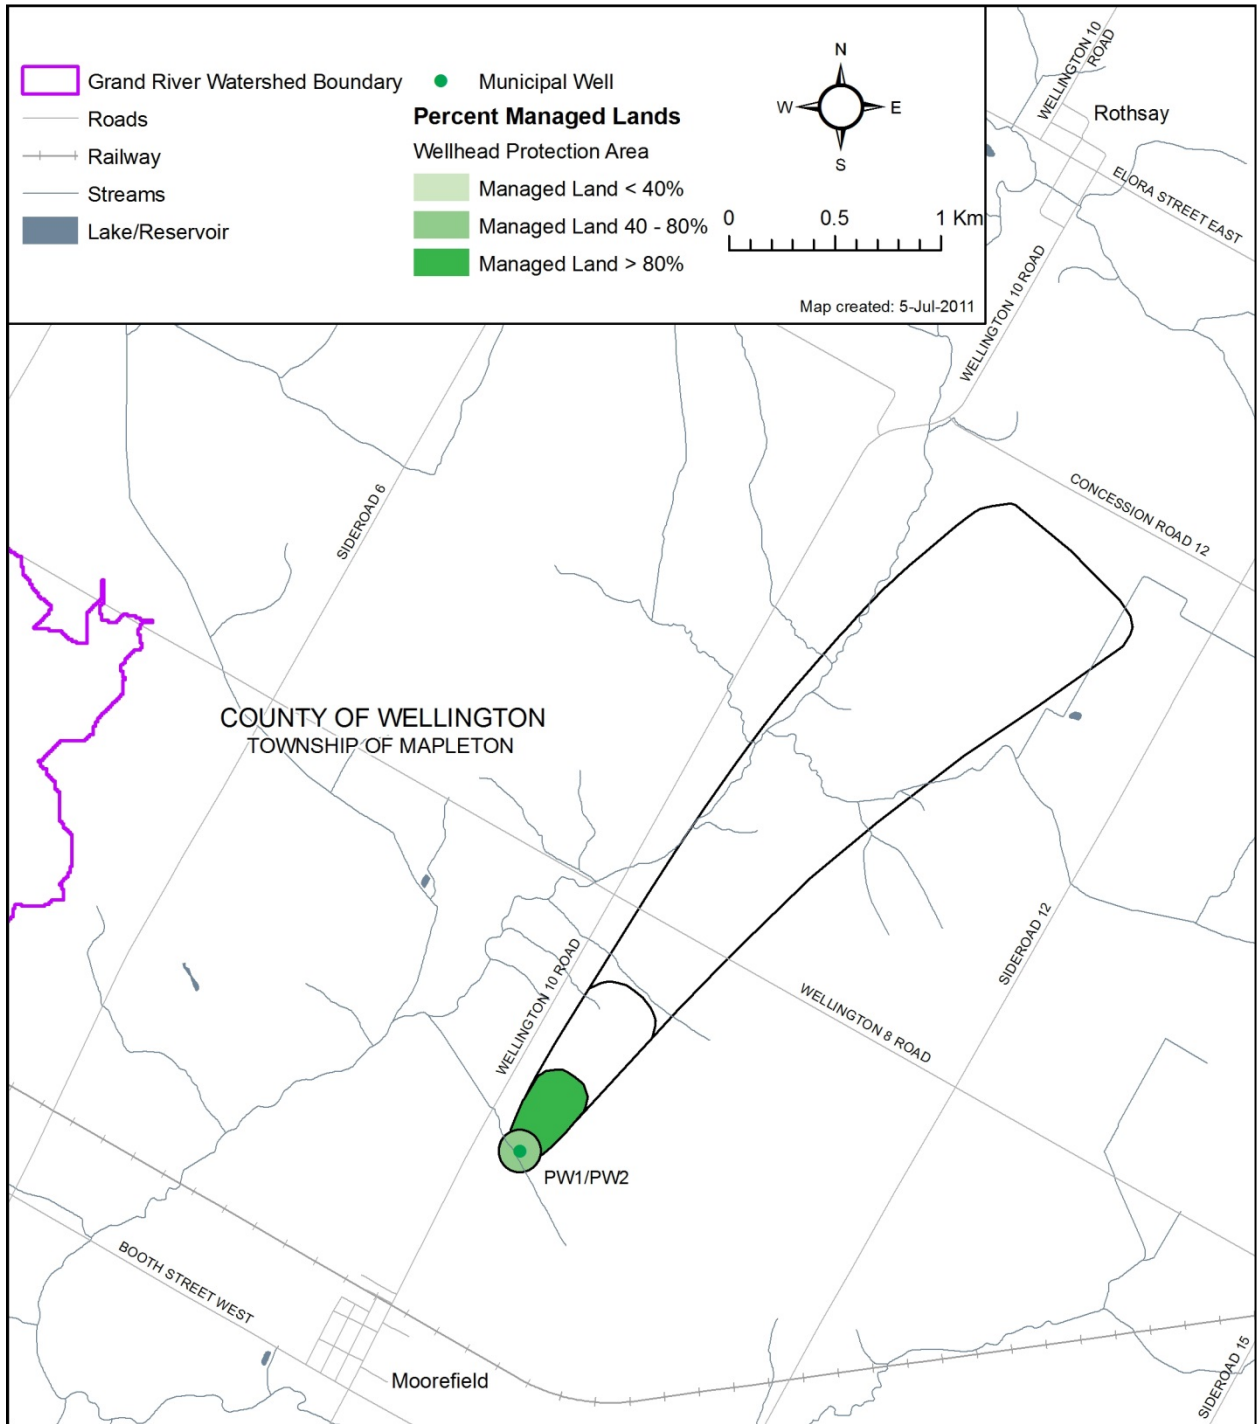 Grand River Watershed Boundary
Roads
Railway
Streams
Lake/Reservoir
Municipal Well
Percent Managed Lands
Wellhead Protection Area
Managed Land < 40%
Managed Land 40 - 80%
Managed Land > 80%
N
W
E
S
0
0.5
1 Km
Map created: 5-Jul-2011
WELLINGTON 10
ROAD
Rothsay
ELORA STREET EAST
WELLINGTON 10 ROAD
CONCESSION ROAD 12
SIDEROAD 6
COUNTY OF WELLINGTON
TOWNSHIP OF MAPLETON
SIDEROAD 12
WELLINGTON 10 ROAD
WELLINGTON 8 ROAD
PW1/PW2
BOOTH STREET WEST
Moorefield
SIDEROAD 15